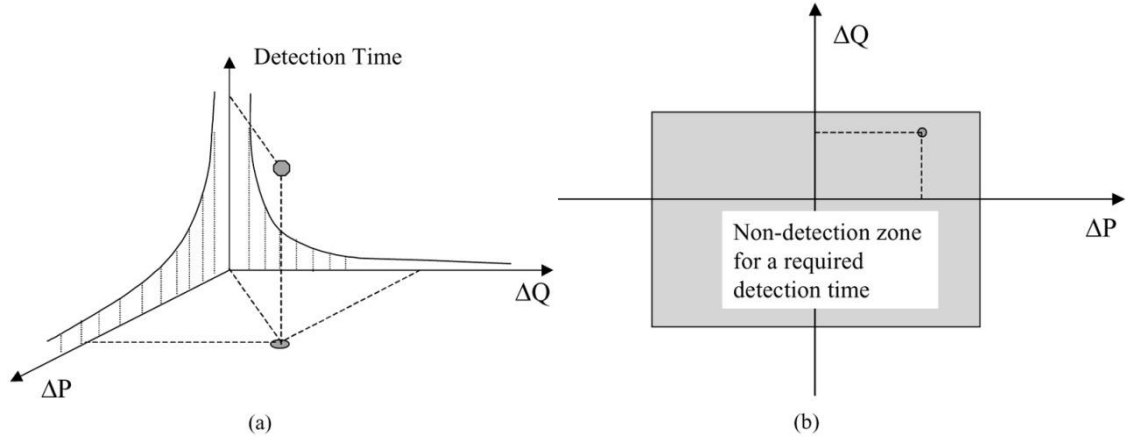 Detection Time
ΔQ
ΔP
(a)
ΔQ
ΔP
Non-detection zone
for a required
detection time
(b)